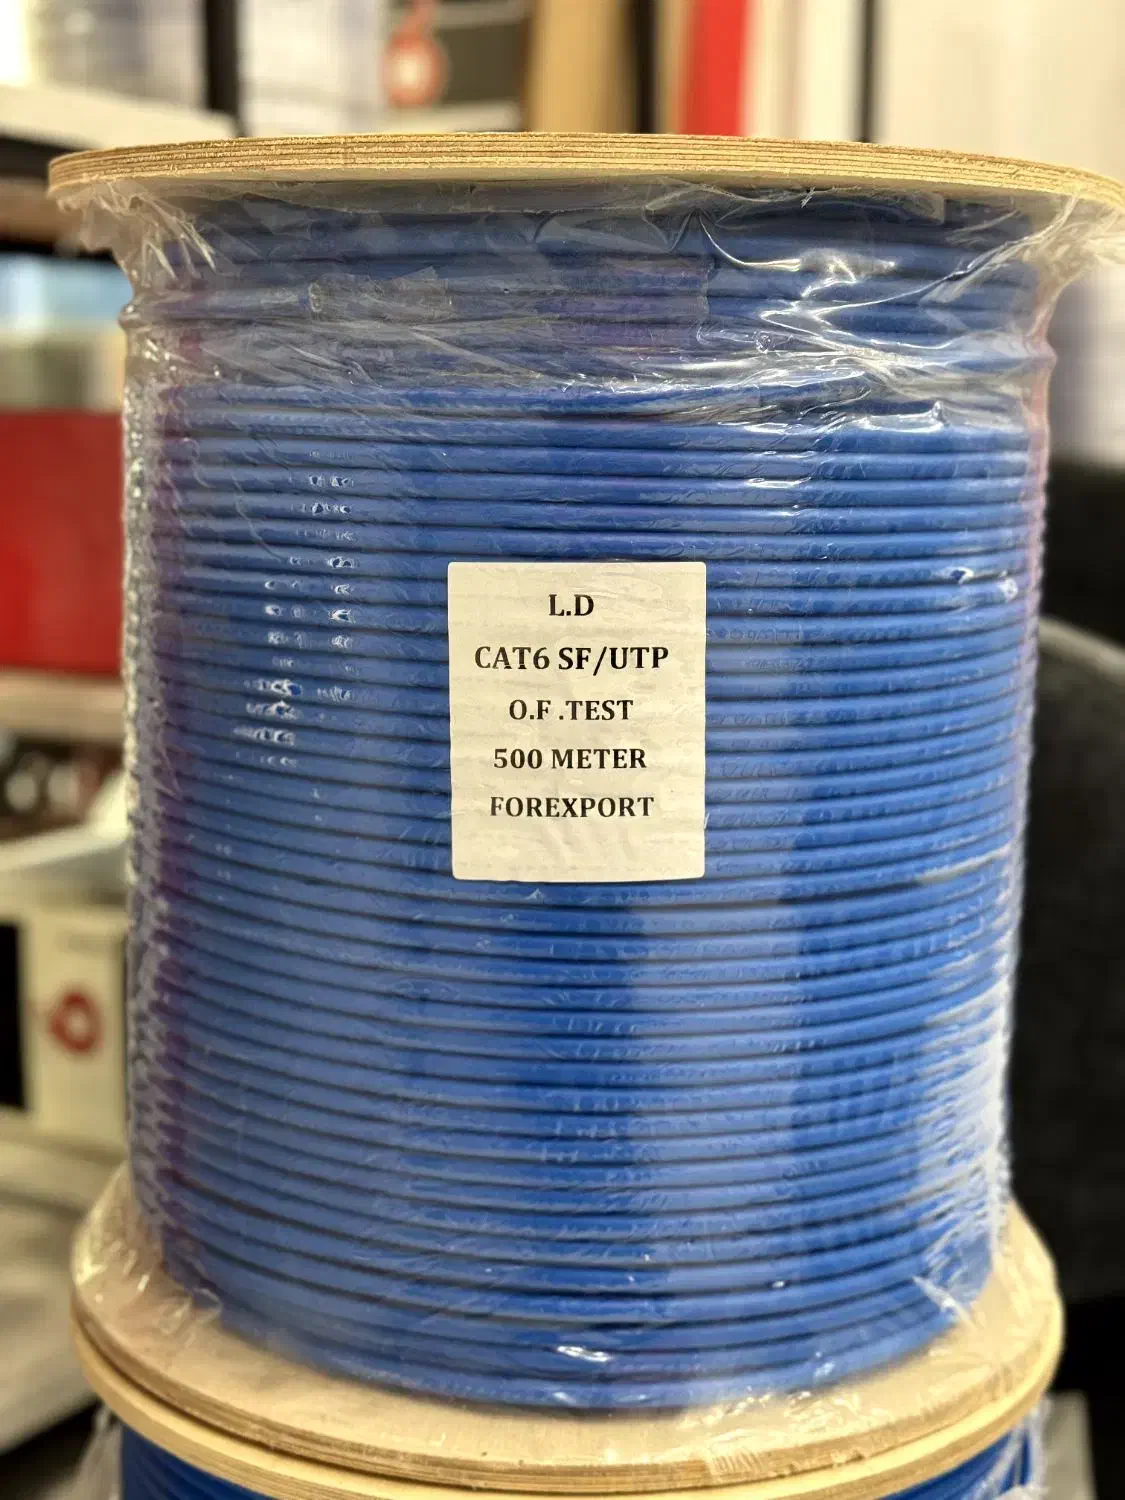 L.D
CAT6 SF/UTP
O.F .TEST
500 METER
FOREXPORT